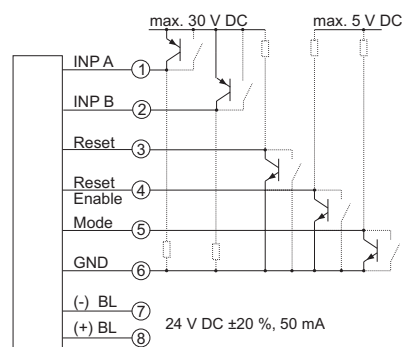 max. 30 V DC
max. 5 V DC
INP A
1
INP B
2
Reset
3
Reset
Enable
4
Mode
5
GND
6
(-) BL
7
(+) BL
8
24 V DC ±20 %, 50 mA